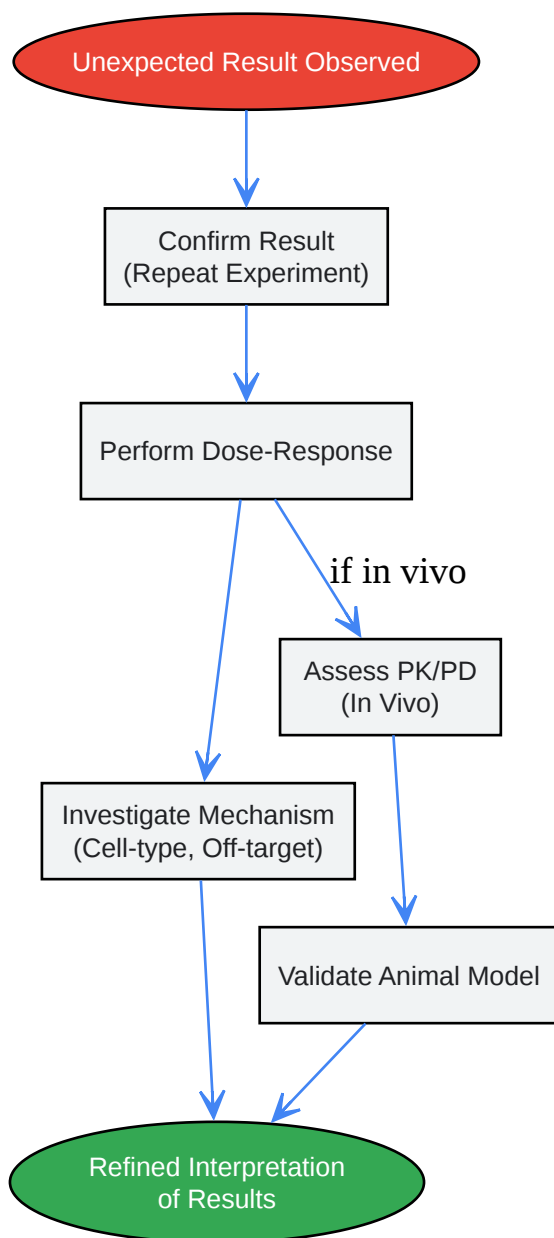 Unexpected Result Observed
Confirm Result
(Repeat Experiment)
Perform Dose-Response
if in vivo
Assess PK/PD
(In Vivo)
Investigate Mechanism
(Cell-type, Off-target)
Validate Animal Model
Refined Interpretation
of Results